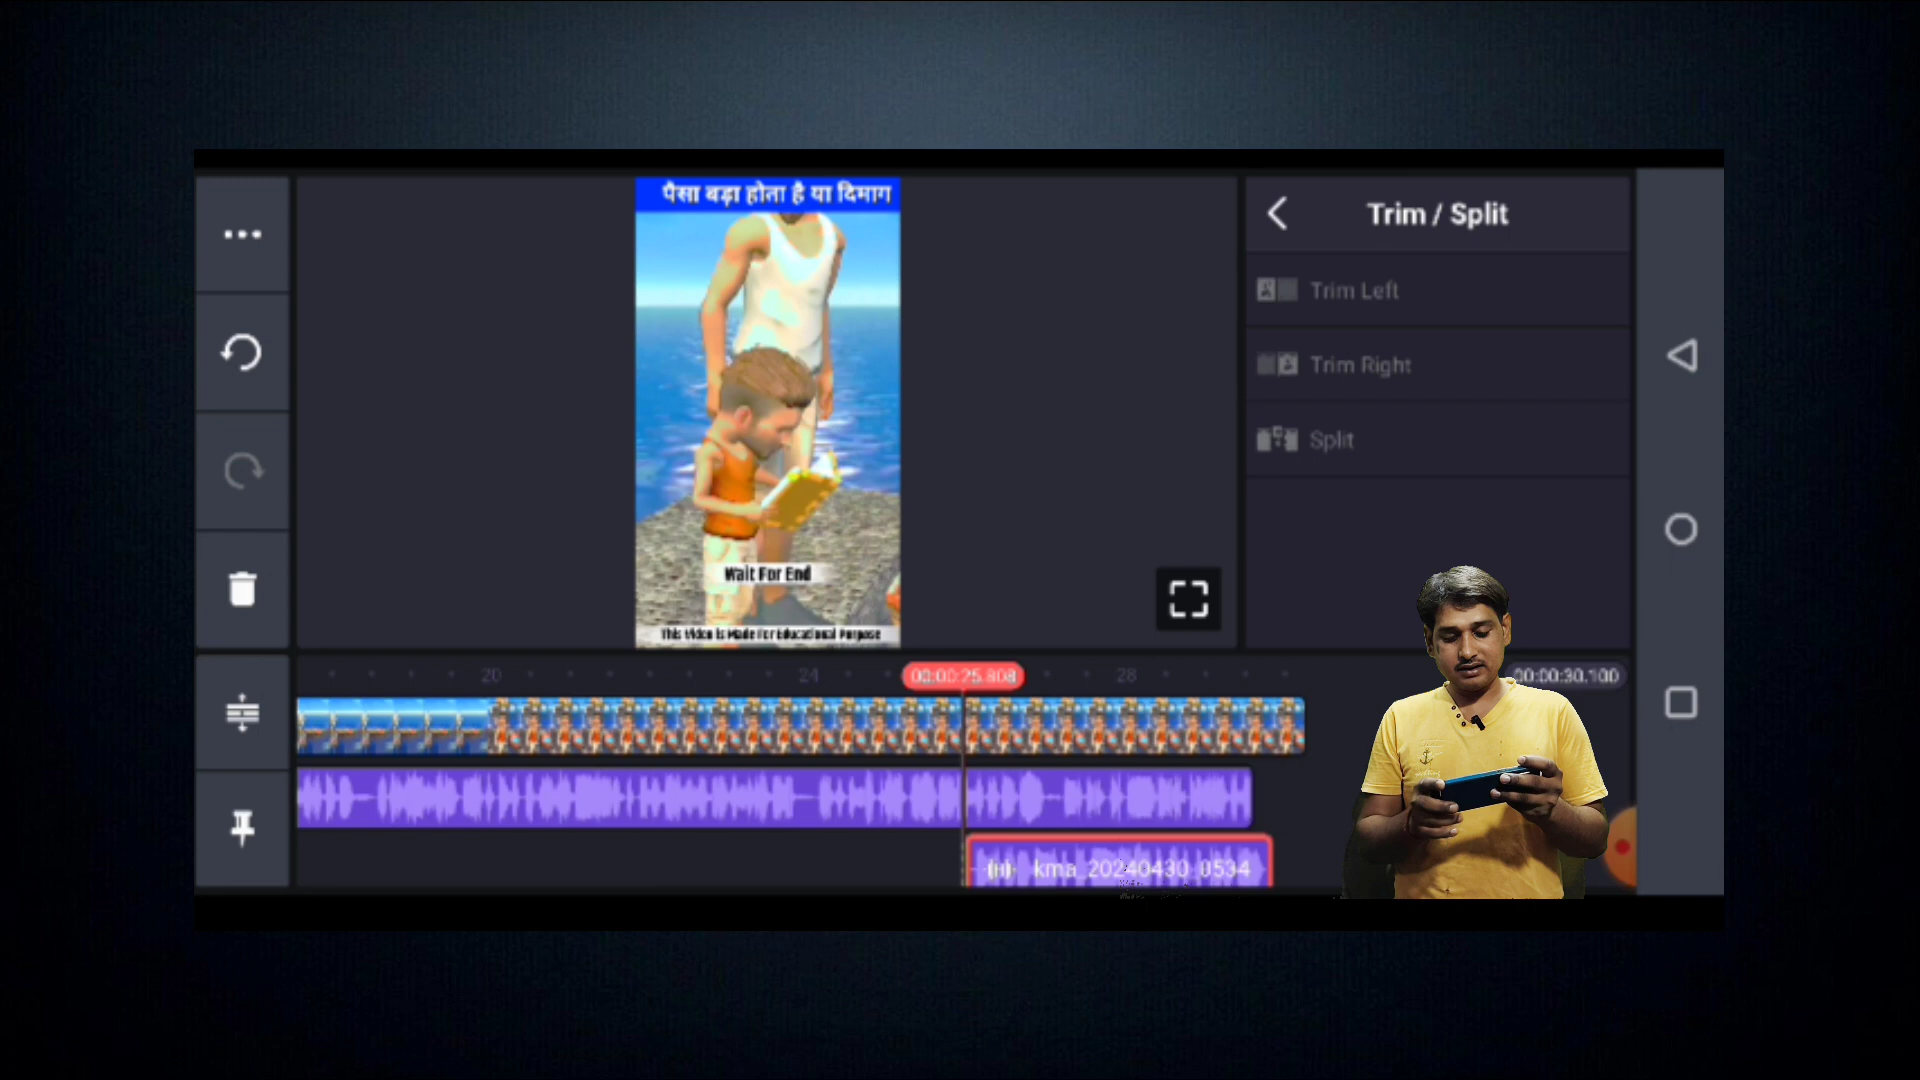 पैसा बड़ा होता है या दिमाग
Trim / Split
Trim Left
Trim Right
Split
Wait For End
This Video Is Made For Educational Purpose
20
24
00:00:25.808
28
00:00:30.100
kma_20240430_0534